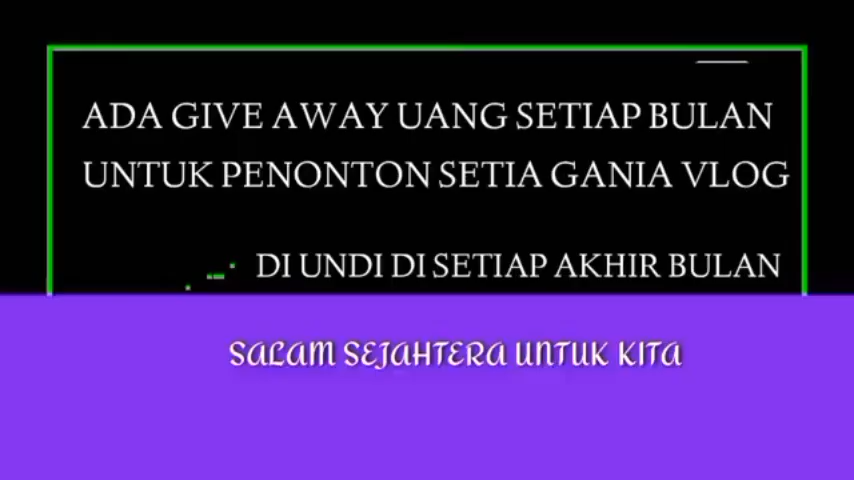 ADA GIVE AWAY UANG SETIAP BULAN
UNTUK PENONTON SETIA GANIA VLOG
DI UNDI DI SETIAP AKHIR BULAN
SALAM SEJAHTERA UNTUK KITA